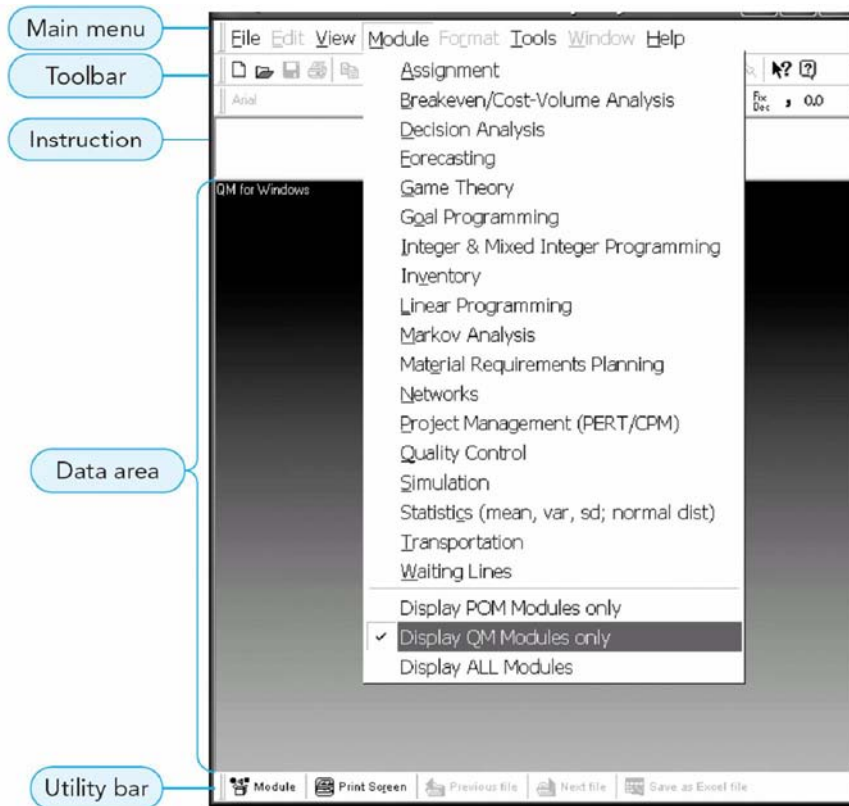 Main menu
File Edit View Module Format Tools Window Help
Toolbar
Arial
Fix Dec , 0.0
Instruction
QM for Windows
Assignment
Breakeven/Cost-Volume Analysis
Decision Analysis
Forecasting
Game Theory
Goal Programming
Integer & Mixed Integer Programming
Inventory
Linear Programming
Markov Analysis
Material Requirements Planning
Networks
Project Management (PERT/CPM)
Quality Control
Simulation
Statistics (mean, var, sd; normal dist)
Transportation
Waiting Lines
Display POM Modules only
Display QM Modules only
Display ALL Modules
Data area
Utility bar
Module Print Screen Previous file Next file Save as Excel file